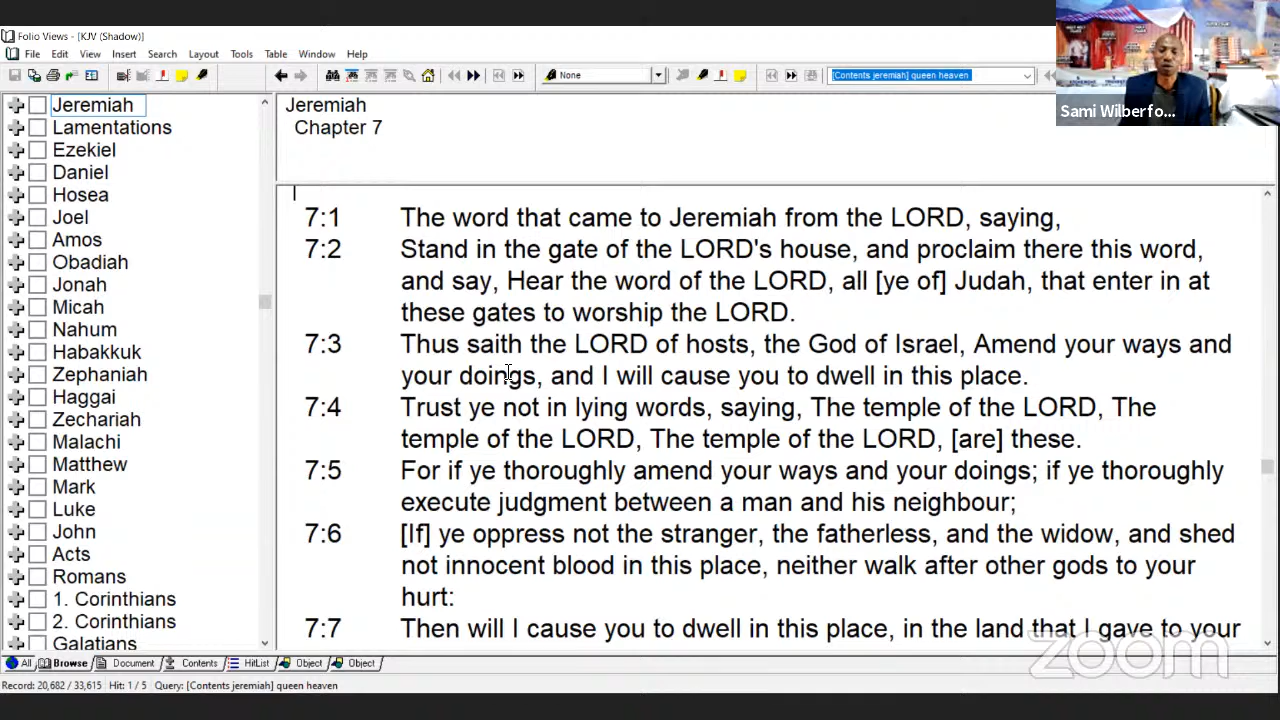 Folio Views - [KJV (Shadow)]
File Edit View Insert Search Layout Tools Table Window Help
None
[Contents jeremiah] queen heaven
Sami Wilberfo...
Jeremiah
Lamentations
Ezekiel
Daniel
Hosea
Joel
Amos
Obadiah
Jonah
Micah
Nahum
Habakkuk
Zephaniah
Haggai
Zechariah
Malachi
Matthew
Mark
Luke
John
Acts
Romans
1. Corinthians
2. Corinthians
Galatians
Jeremiah
Chapter 7
7:1 The word that came to Jeremiah from the LORD, saying,
7:2 Stand in the gate of the LORD's house, and proclaim there this word,
and say, Hear the word of the LORD, all [ye of] Judah, that enter in at
these gates to worship the LORD.
7:3 Thus saith the LORD of hosts, the God of Israel, Amend your ways and
your doings, and I will cause you to dwell in this place.
7:4 Trust ye not in lying words, saying, The temple of the LORD, The
temple of the LORD, The temple of the LORD, [are] these.
7:5 For if ye thoroughly amend your ways and your doings; if ye thoroughly
execute judgment between a man and his neighbour;
7:6 [If] ye oppress not the stranger, the fatherless, and the widow, and shed
not innocent blood in this place, neither walk after other gods to your
hurt:
7:7 Then will I cause you to dwell in this place, in the land that I gave to your
zoom
All Browse Document Contents HitList Object Object
Record: 20,682 / 33,615 Hit: 1 / 5 Query: [Contents jeremiah] queen heaven